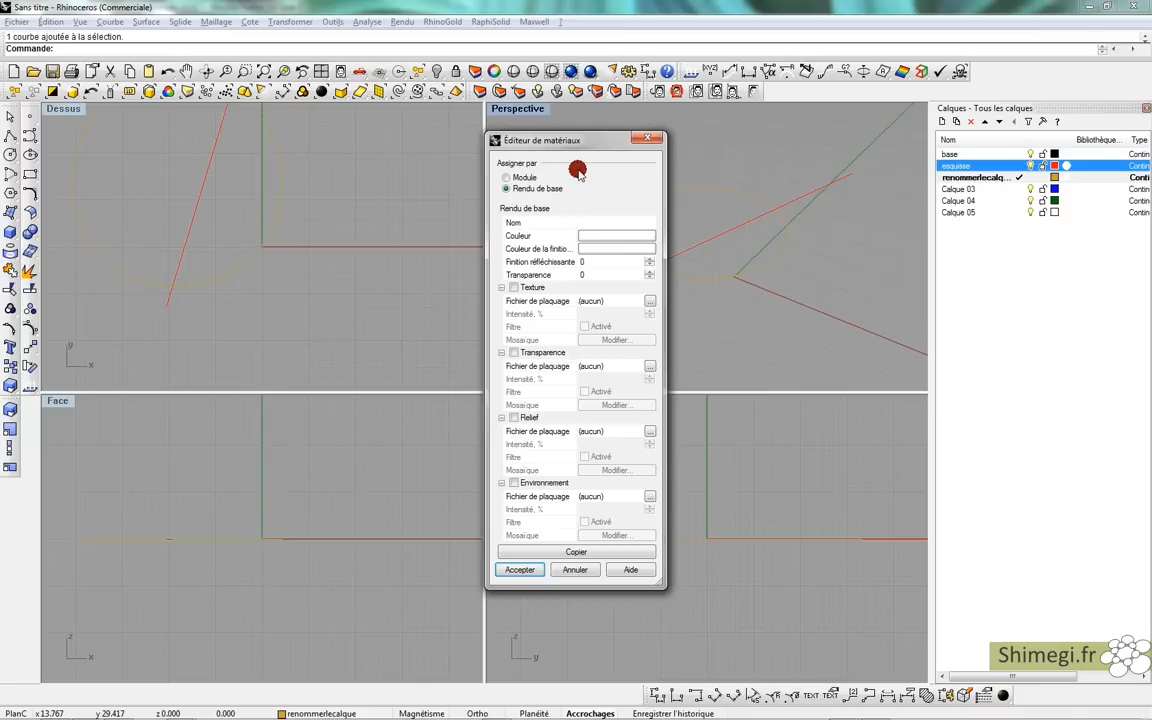 Sans titre - Rhinoceros (Commerciale)
Fichier Édition Vue Courbe Surface Solide Maillage Cote Transformer Outils Analyse Rendu RhinoGold RaphiSolid Maxwell ?
1 courbe ajoutée à la sélection.
Commande:
Dessus
Perspective
Calques - Tous les calques
Nom Bibliothèque... Type
base Contin
esquisse Contin
renommerlecalq... Conti
Calque 03 Contin
Calque 04 Contin
Calque 05 Contin
Éditeur de matériaux
Assigner par
Module
Rendu de base
Rendu de base
Nom
Couleur
Couleur de la finitio...
Finition réfléchissante 0
Transparence 0
Texture
Fichier de plaquage (aucun) ...
Intensité, %
Filtre Activé
Mosaïque Modifier...
Transparence
Fichier de plaquage (aucun) ...
Intensité, %
Filtre Activé
Mosaïque Modifier...
Relief
Fichier de plaquage (aucun) ...
Intensité, %
Filtre Activé
Mosaïque Modifier...
Environnement
Fichier de plaquage (aucun) ...
Intensité, %
Filtre Activé
Mosaïque Modifier...
Copier
Accepter Annuler Aide
y
x
Face
z
x
z
y
Shimegi.fr
PlanC x 13.767 y 29.417 z 0.000 0.000 renommerlecalque Magnétisme Ortho Planéité Accrochages Enregistrer l'historique